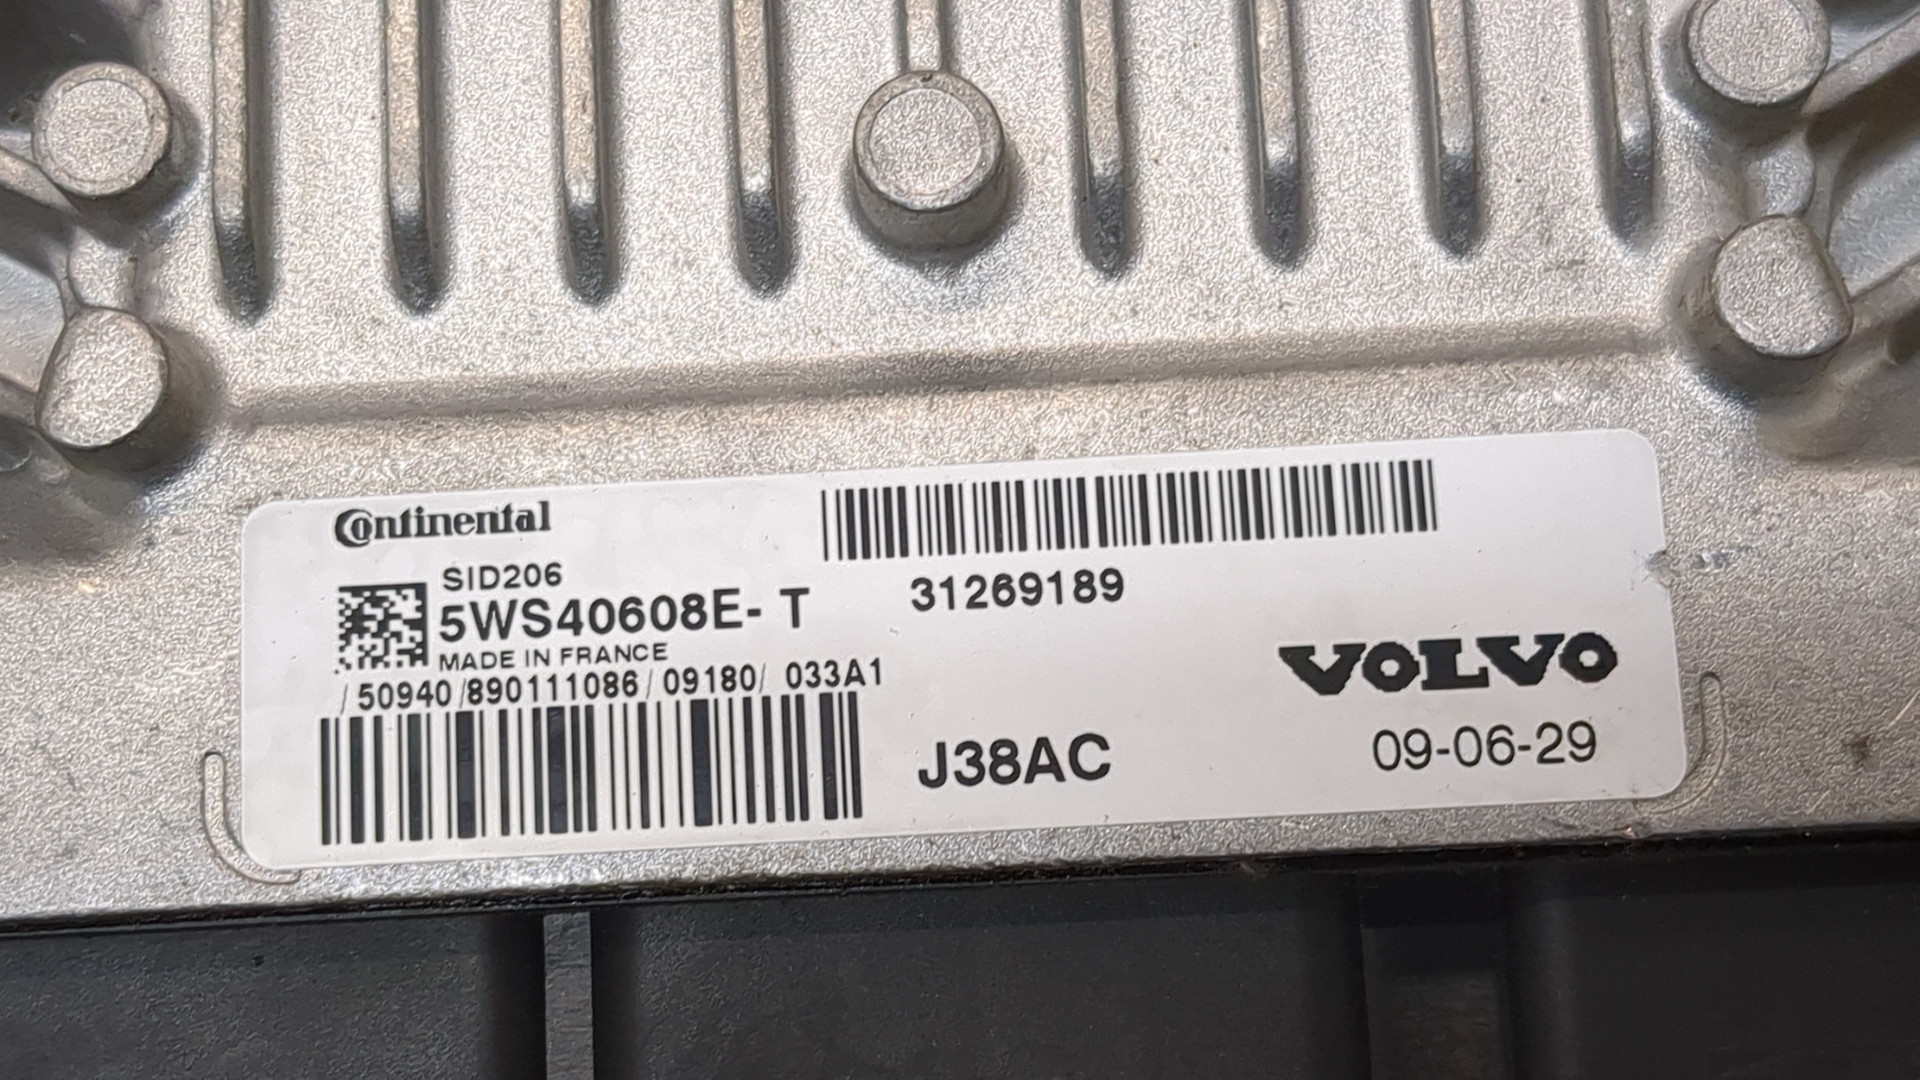 Continental
SID206
5WS40608E- T
MADE IN FRANCE
/ 50940 /890111086 / 09180/ 033A1
31269189
VOLVO
J38AC
09-06-29